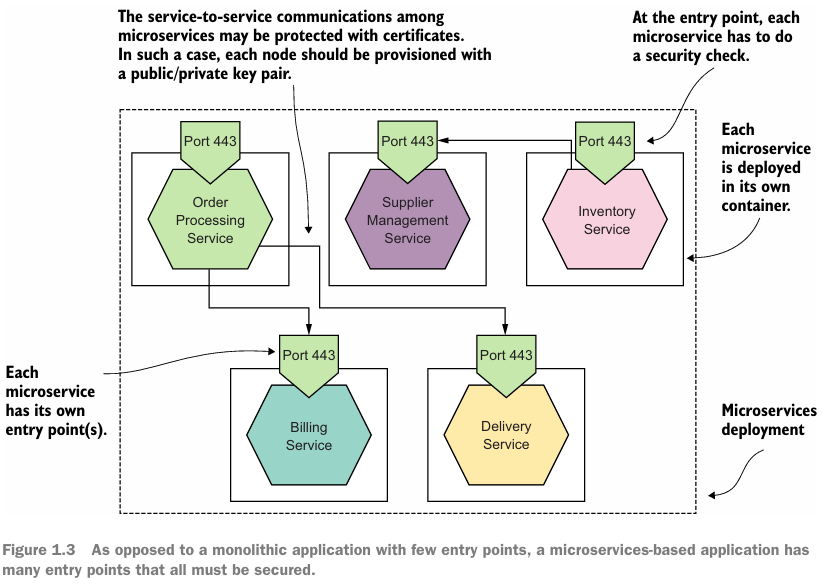 The service-to-service communications among
microservices may be protected with certificates.
In such a case, each node should be provisioned with
a public/private key pair.
At the entry point, each
microservice has to do
a security check.
Each
microservice
is deployed
in its own
container.
Port 443
Port 443
Port 443
Order
Processing
Service
Supplier
Management
Service
Inventory
Service
Port 443
Port 443
Each
microservice
has its own
entry point(s).
Billing
Service
Delivery
Service
Microservices
deployment
Figure 1.3 As opposed to a monolithic application with few entry points, a microservices-based application has
many entry points that all must be secured.